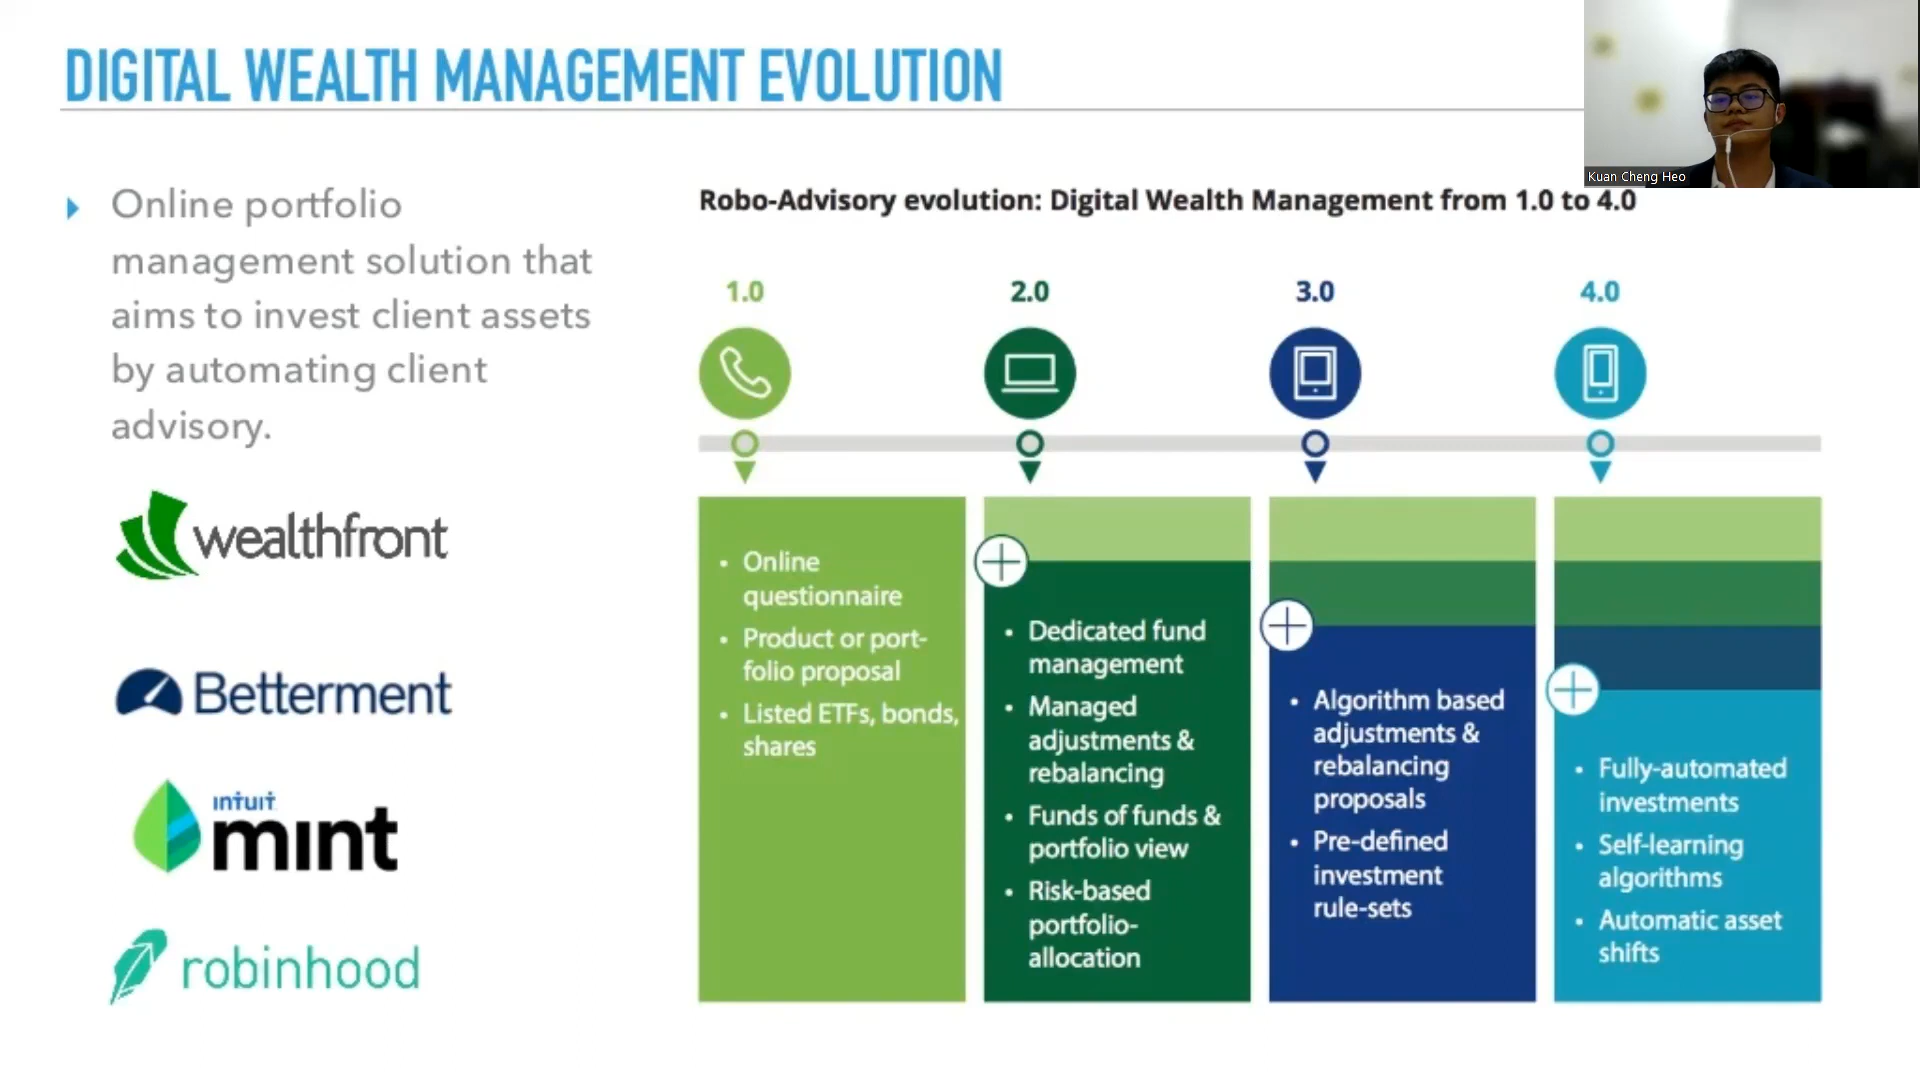 DIGITAL WEALTH MANAGEMENT EVOLUTION
Kuan Cheng Heo
Online portfolio
management solution that
aims to invest client assets
by automating client
advisory.
wealthfront
Betterment
intuit
mint
robinhood
Robo-Advisory evolution: Digital Wealth Management from 1.0 to 4.0
1.0
2.0
3.0
4.0
• Online
questionnaire
• Product or port-
folio proposal
• Listed ETFs, bonds,
shares
• Dedicated fund
management
• Managed
adjustments &
rebalancing
• Funds of funds &
portfolio view
• Risk-based
portfolio-
allocation
• Algorithm based
adjustments &
rebalancing
proposals
• Pre-defined
investment
rule-sets
• Fully-automated
investments
• Self-learning
algorithms
• Automatic asset
shifts